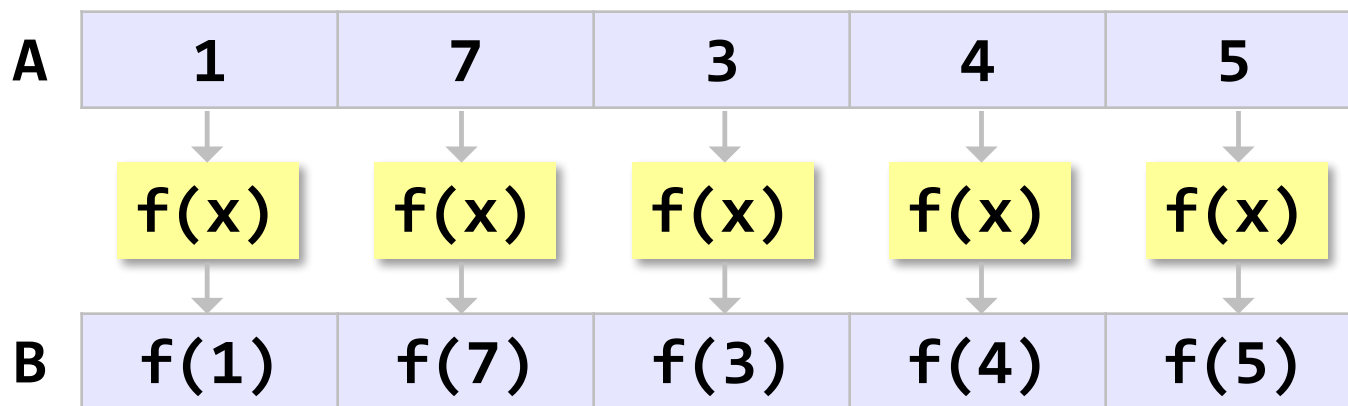 A 1 7 3 4 5
f(x) f(x) f(x) f(x) f(x)
B f(1) f(7) f(3) f(4) f(5)